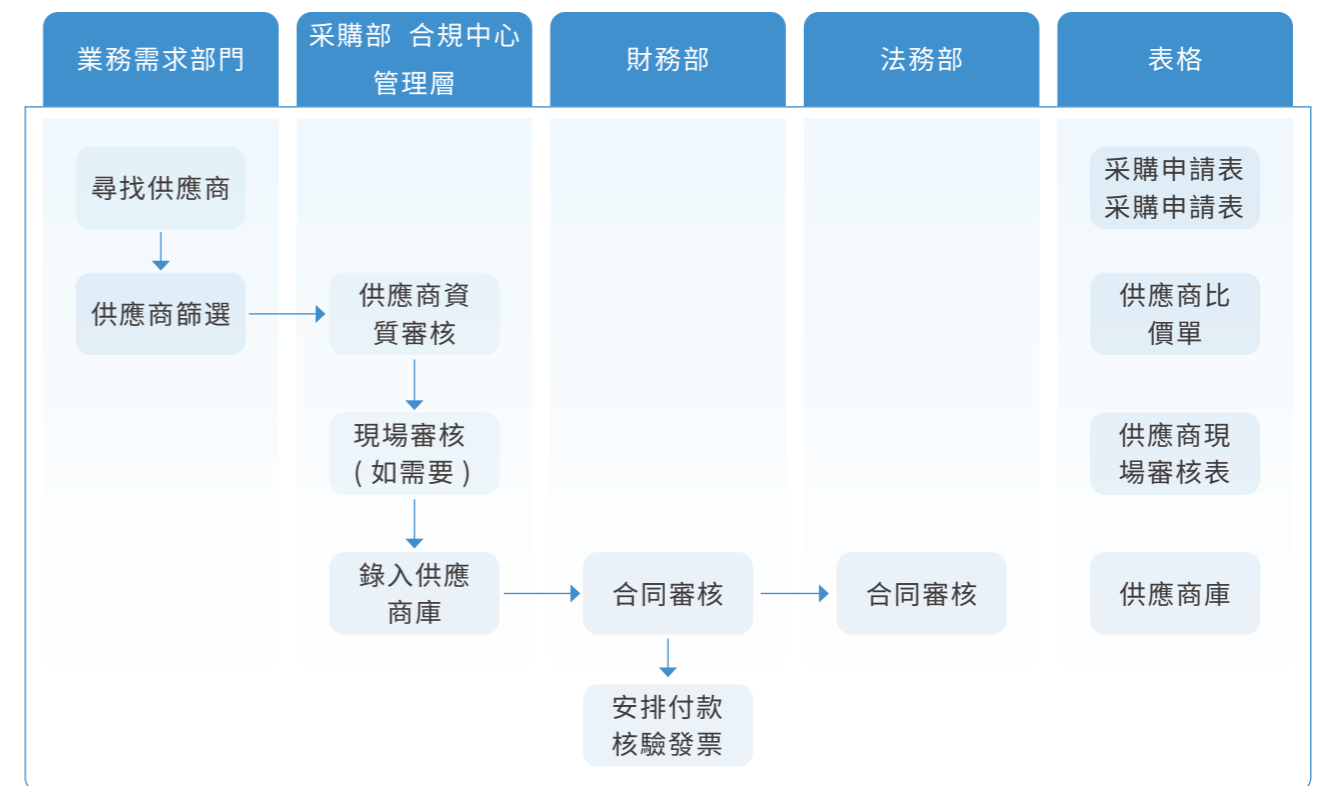 業務需求部門
采購部 合規中心
管理層
財務部
法務部
表格
尋找供應商
采購申請表
采購申請表
供應商篩選
供應商資
質審核
供應商比
價單
現場審核
(如需要)
供應商現
場審核表
錄入供應
商庫
合同審核
合同審核
供應商庫
安排付款
核驗發票